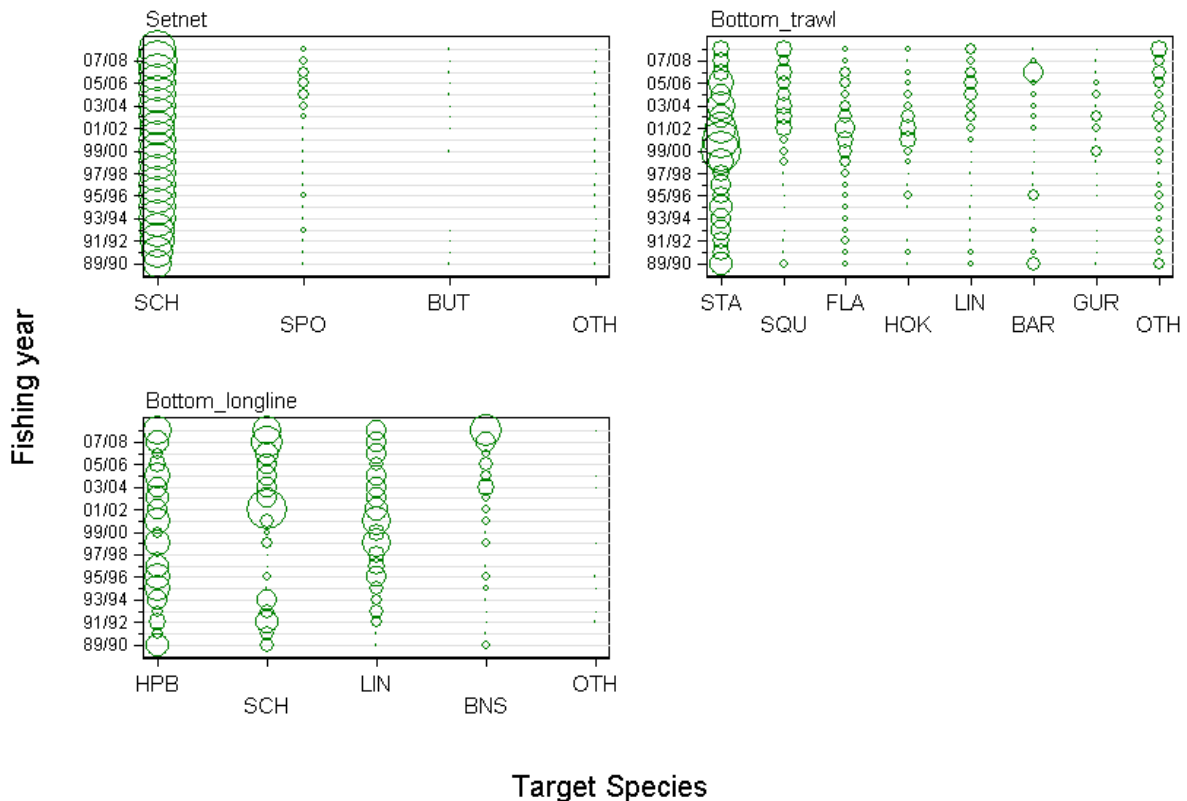 Setnet
07/08
05/06
03/04
01/02
99/00
97/98
95/96
93/94
91/92
89/90
SCH
SPO
BUT
OTH
Bottom_trawl
07/08
05/06
03/04
01/02
99/00
97/98
95/96
93/94
91/92
89/90
STA
SQU
FLA
HOK
LIN
BAR
GUR
OTH
Bottom_longline
07/08
05/06
03/04
01/02
99/00
97/98
95/96
93/94
91/92
89/90
HPB
SCH
LIN
BNS
OTH
Fishing year
Target Species